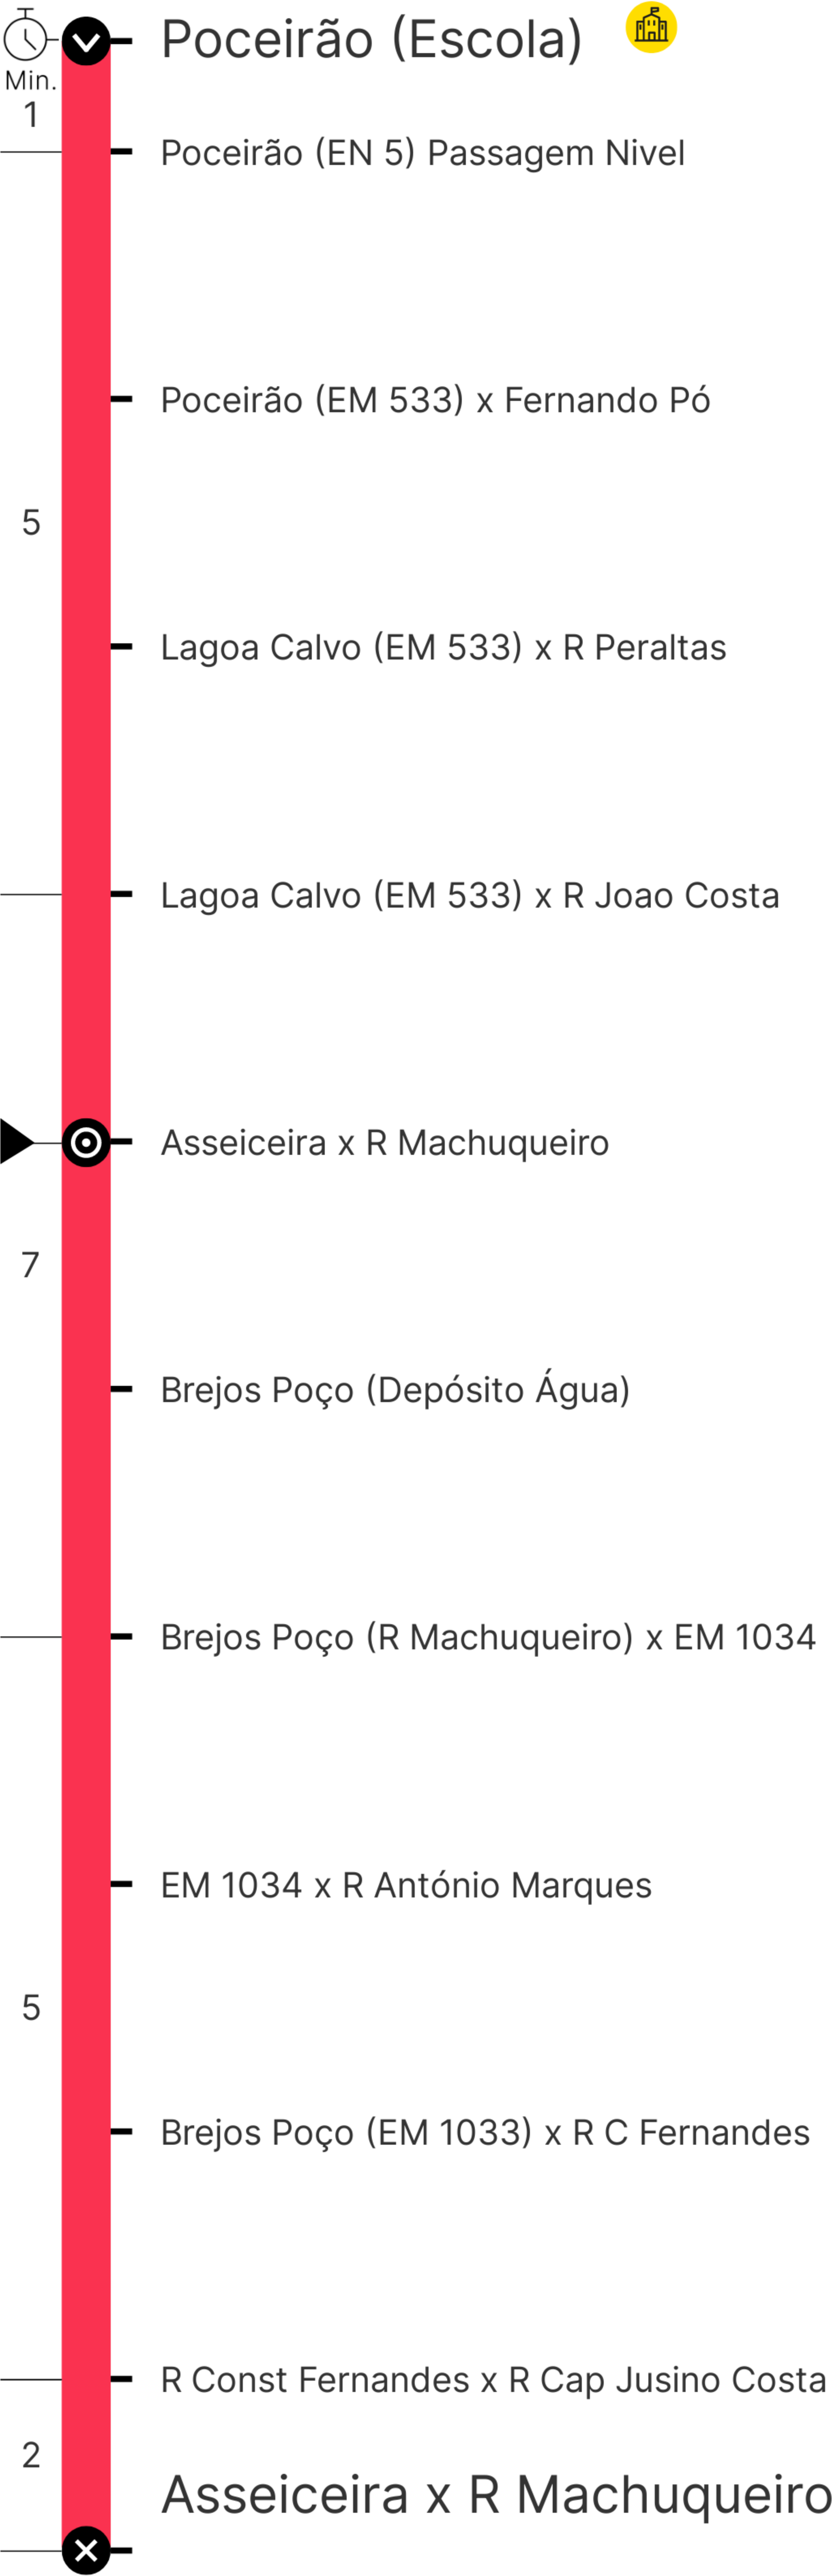 Poceirão (Escola)
Min.
1
Poceirão (EN 5) Passagem Nivel
Poceirão (EM 533) x Fernando Pó
5
Lagoa Calvo (EM 533) x R Peraltas
Lagoa Calvo (EM 533) x R Joao Costa
Asseiceira x R Machuqueiro
7
Brejos Poço (Depósito Água)
Brejos Poço (R Machuqueiro) x EM 1034
EM 1034 x R António Marques
5
Brejos Poço (EM 1033) x R C Fernandes
R Const Fernandes x R Cap Jusino Costa
2
Asseiceira x R Machuqueiro